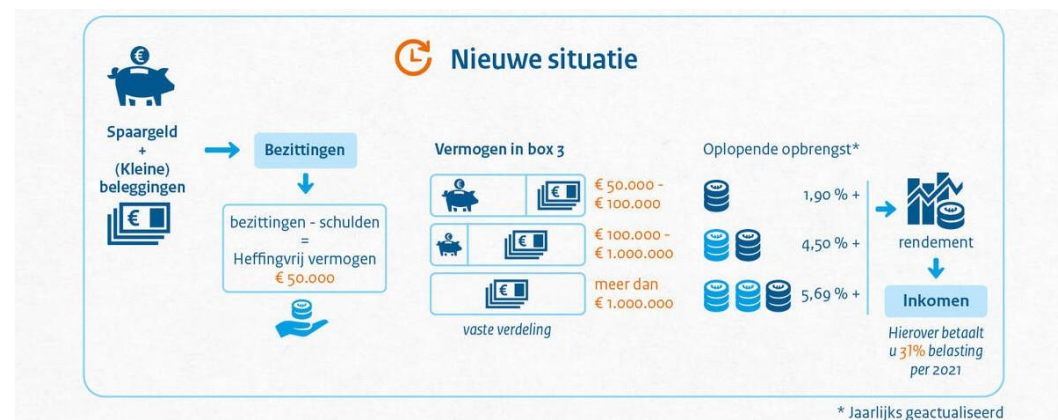 Nieuwe situatie
Spaargeld
+
(Kleine)
beleggingen
Bezittingen
bezittingen - schulden
=
Heffingvrij vermogen
€ 50.000
Vermogen in box 3
€ 50.000 -
€ 100.000
€ 100.000 -
€ 1.000.000
meer dan
€ 1.000.000
vaste verdeling
Oplopende opbrengst*
1,90 % +
4,50 % +
5,69 % +
rendement
Inkomen
Hierover betaalt
u 31% belasting
per 2021
* Jaarlijks geactualiseerd